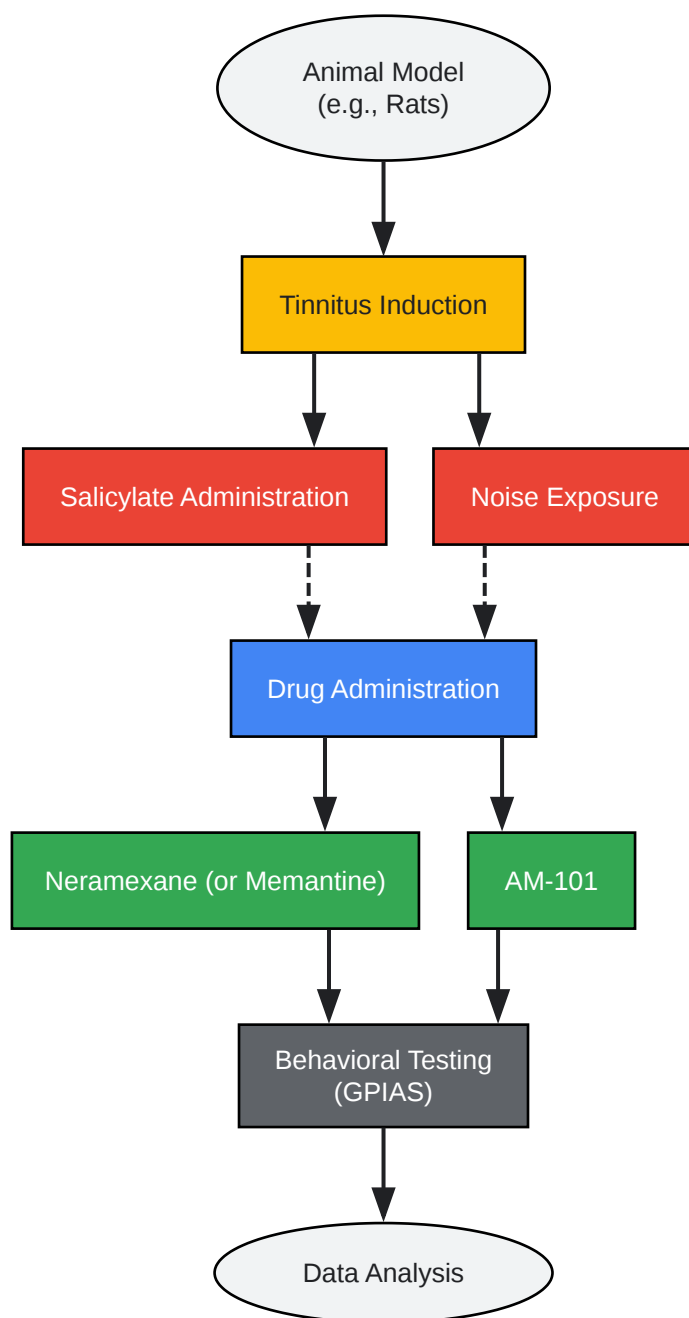 Animal Model
(e.g., Rats)
Tinnitus Induction
Salicylate Administration
Noise Exposure
Drug Administration
Neramexane (or Memantine)
AM-101
Behavioral Testing
(GPIAS)
Data Analysis